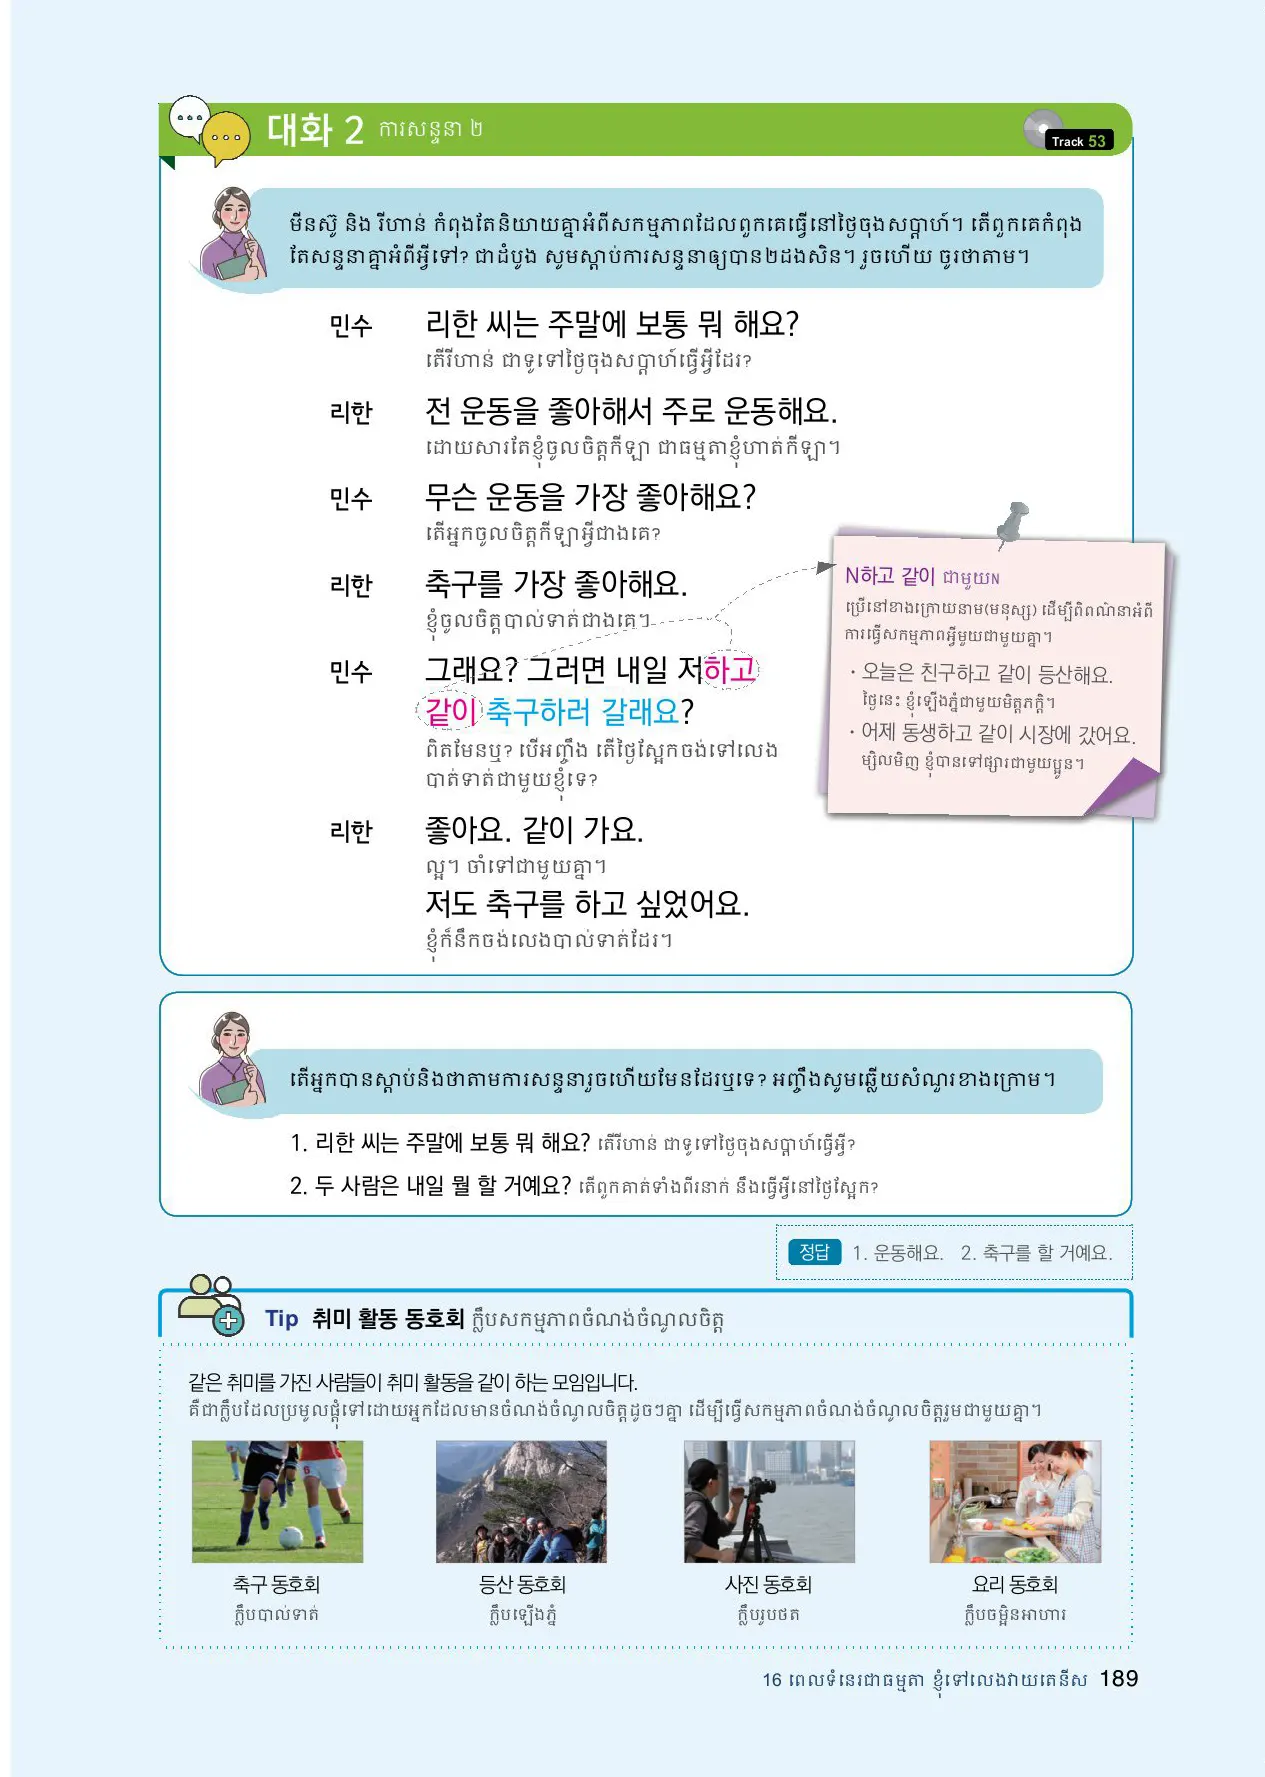 대화 2 ការសន្ទនា ២
Track 53
មីនស៊ូ និង រីហាន់ កំពុងតែនិយាយគ្នាអំពីសកម្មភាពដែលពួកគេធ្វើនៅថ្ងៃចុងសប្តាហ៍។ តើពួកគេកំពុង
តែសន្ទនាគ្នាអំពីអ្វីទៅ? ជាដំបូង សូមស្តាប់ការសន្ទនាឲ្យបាន២ដងសិន។ រួចហើយ ចូរថាតាម។
민수 리한 씨는 주말에 보통 뭐 해요?
តើរីហាន់ ជាទូទៅថ្ងៃចុងសប្តាហ៍ធ្វើអ្វីដែរ?
리한 전 운동을 좋아해서 주로 운동해요.
ដោយសារតែខ្ញុំចូលចិត្តកីឡា ជាធម្មតាខ្ញុំហាត់កីឡា។
민수 무슨 운동을 가장 좋아해요?
តើអ្នកចូលចិត្តកីឡាអ្វីជាងគេ?
리한 축구를 가장 좋아해요.
ខ្ញុំចូលចិត្តបាល់ទាត់ជាងគេ។
민수 그래요? 그러면 내일 저하고
같이 축구하러 갈래요?
ពិតមែនឬ? បើអញ្ចឹង តើថ្ងៃស្អែកចង់ទៅលេង
បាត់ទាត់ជាមួយខ្ញុំទេ?
리한 좋아요. 같이 가요.
ល្អ។ ចាំទៅជាមួយគ្នា។
저도 축구를 하고 싶었어요.
ខ្ញុំក៏នឹកចង់លេងបាល់ទាត់ដែរ។
N하고 같이 ជាមួយN
ប្រើនៅខាងក្រោយនាម(មនុស្ស) ដើម្បីពិពណ៌នាអំពី
ការធ្វើសកម្មភាពអ្វីមួយជាមួយគ្នា។
· 오늘은 친구하고 같이 등산해요.
ថ្ងៃនេះ ខ្ញុំឡើងភ្នំជាមួយមិត្តភក្តិ។
· 어제 동생하고 같이 시장에 갔어요.
ម្សិលមិញ ខ្ញុំបានទៅផ្សារជាមួយប្អូន។
តើអ្នកបានស្តាប់និងថាតាមការសន្ទនារួចហើយមែនដែរឬទេ? អញ្ចឹងសូមឆ្លើយសំណួរខាងក្រោម។
1. 리한 씨는 주말에 보통 뭐 해요? តើរីហាន់ ជាទូទៅថ្ងៃចុងសប្តាហ៍ធ្វើអ្វី?
2. 두 사람은 내일 뭘 할 거예요? តើពួកគាត់ទាំងពីរនាក់ នឹងធ្វើអ្វីនៅថ្ងៃស្អែក?
정답 1. 운동해요. 2. 축구를 할 거예요.
Tip 취미 활동 동호회 ក្លឹបសកម្មភាពចំណង់ចំណូលចិត្ត
같은 취미를 가진 사람들이 취미 활동을 같이 하는 모임입니다.
គឺជាក្លឹបដែលប្រមូលផ្តុំទៅដោយអ្នកដែលមានចំណង់ចំណូលចិត្តដូចៗគ្នា ដើម្បីធ្វើសកម្មភាពចំណង់ចំណូលចិត្តរួមជាមួយគ្នា។
축구 동호회 등산 동호회 사진 동호회 요리 동호회
ក្លឹបបាល់ទាត់ ក្លឹបឡើងភ្នំ ក្លឹបរូបថត ក្លឹបចម្អិនអាហារ
16 ពេលទំនេរជាធម្មតា ខ្ញុំទៅលេងវាយតេនីស 189